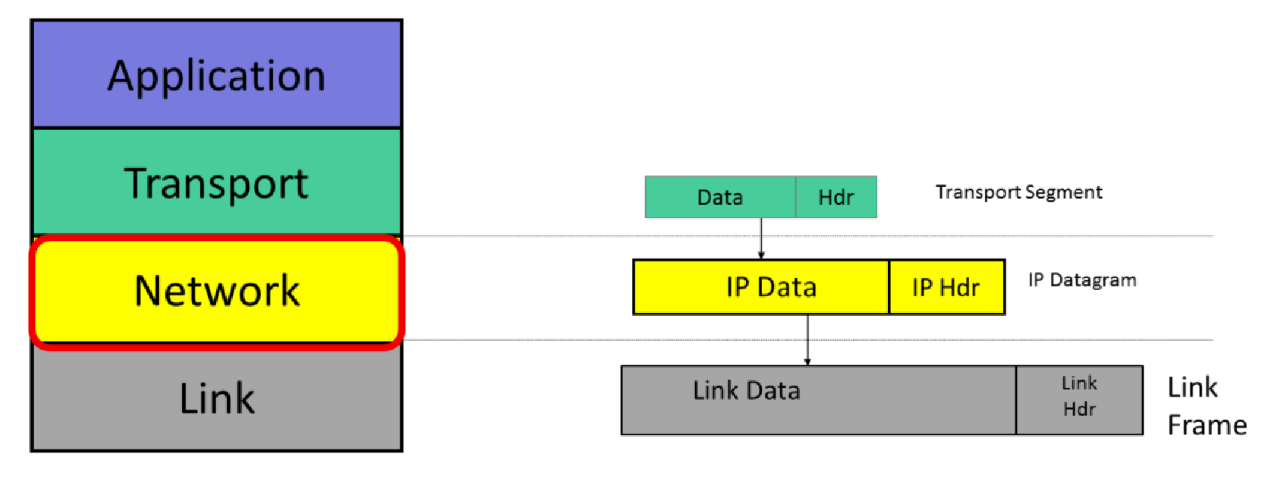 Application
Transport
Network
Link
Data Hdr Transport Segment
IP Data IP Hdr IP Datagram
Link Data Link
Hdr
Link
Frame